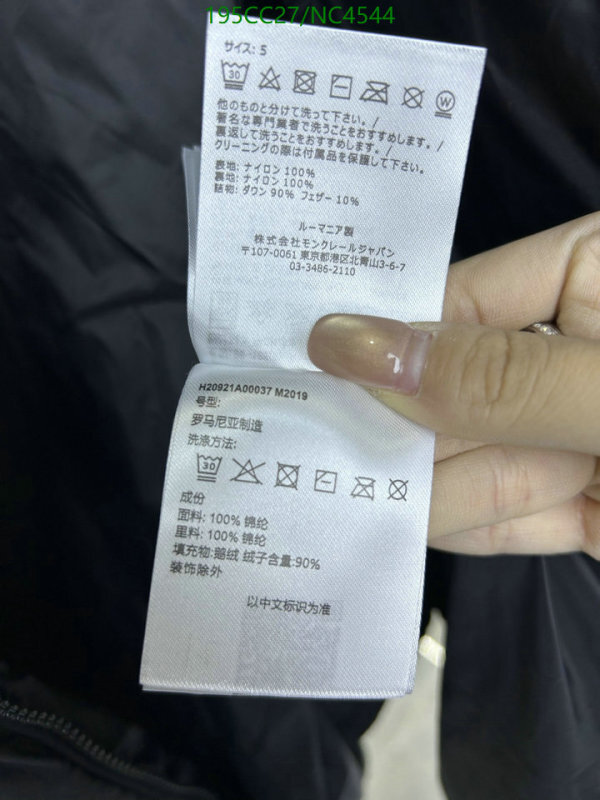 195CC27/NC4544
サイズ: 5
30
W
他のものと分けて洗って下さい。/
著名な専門業者で洗うことをおすすめします。/
裏返して洗うことをおすすめします。/
クリーニングの際は付属品を保護して下さい。
表地: ナイロン 100%
裏地: ナイロン 100%
詰物: ダウン 90% フェザー 10%
ルーマニア製
株式会社モンクレールジャパン
〒107-0061 東京都港区北青山3-6-7
03-3486-2110
H20921A00037 M2019
号型:
罗马尼亚制造
洗涤方法:
30
成份
面料: 100% 锦纶
里料: 100% 锦纶
填充物: 鹅绒 绒子含量:90%
装饰除外
以中文标识为准